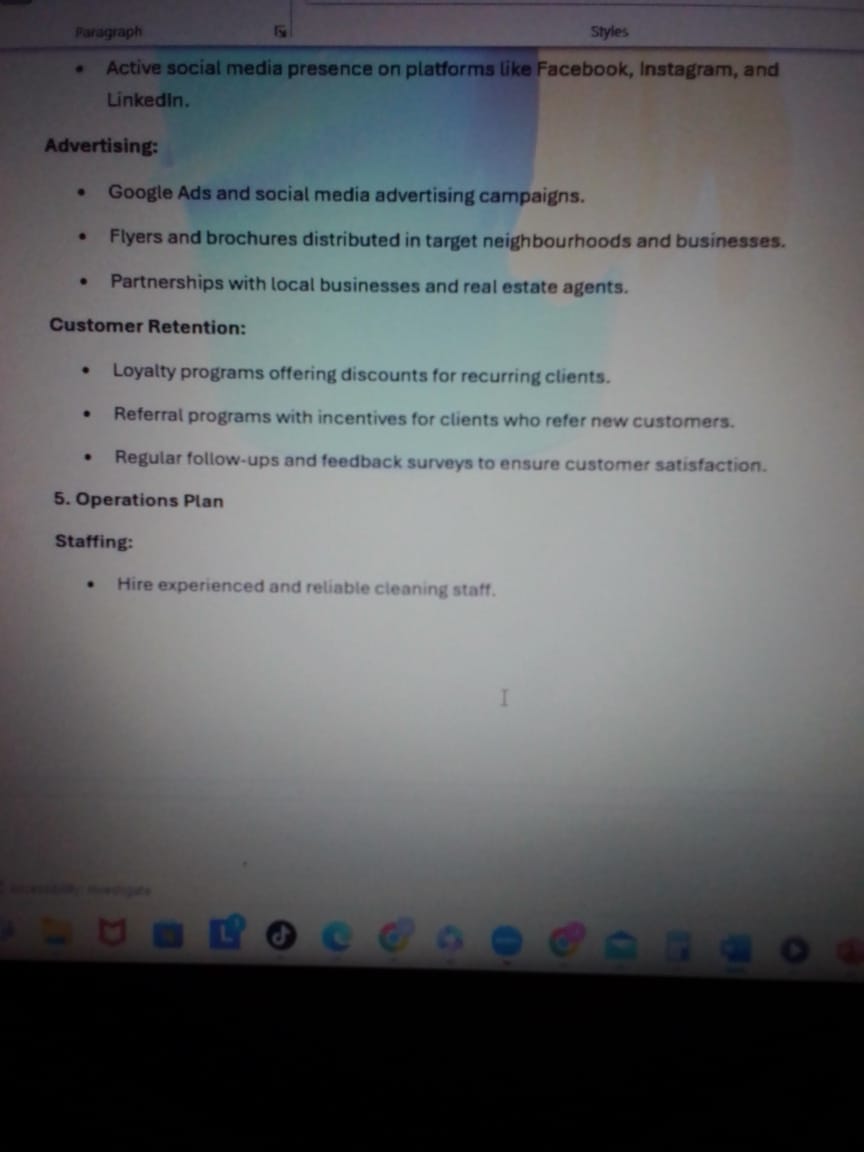 Paragraph
Styles
• Active social media presence on platforms like Facebook, Instagram, and
LinkedIn.
Advertising:
• Google Ads and social media advertising campaigns.
• Flyers and brochures distributed in target neighbourhoods and businesses.
• Partnerships with local businesses and real estate agents.
Customer Retention:
• Loyalty programs offering discounts for recurring clients.
• Referral programs with incentives for clients who refer new customers.
• Regular follow-ups and feedback surveys to ensure customer satisfaction.
5. Operations Plan
Staffing:
• Hire experienced and reliable cleaning staff.
Accessibility: Investigate
L